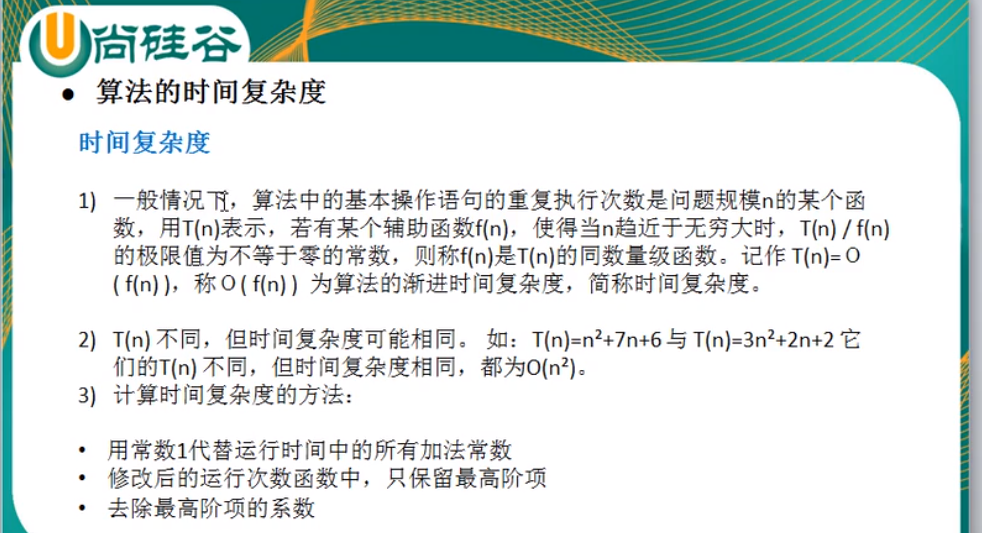 U尚硅谷
● 算法的时间复杂度
时间复杂度
1) 一般情况下，算法中的基本操作语句的重复执行次数是问题规模n的某个函
数，用T(n)表示，若有某个辅助函数f(n)，使得当n趋近于无穷大时，T(n) / f(n)
的极限值为不等于零的常数，则称f(n)是T(n)的同数量级函数。记作 T(n)=Ｏ
( f(n) )，称Ｏ( f(n) ) 为算法的渐进时间复杂度，简称时间复杂度。
2) T(n) 不同，但时间复杂度可能相同。 如：T(n)=n²+7n+6 与 T(n)=3n²+2n+2 它
们的T(n) 不同，但时间复杂度相同，都为O(n²)。
3) 计算时间复杂度的方法：
• 用常数1代替运行时间中的所有加法常数
• 修改后的运行次数函数中，只保留最高阶项
• 去除最高阶项的系数